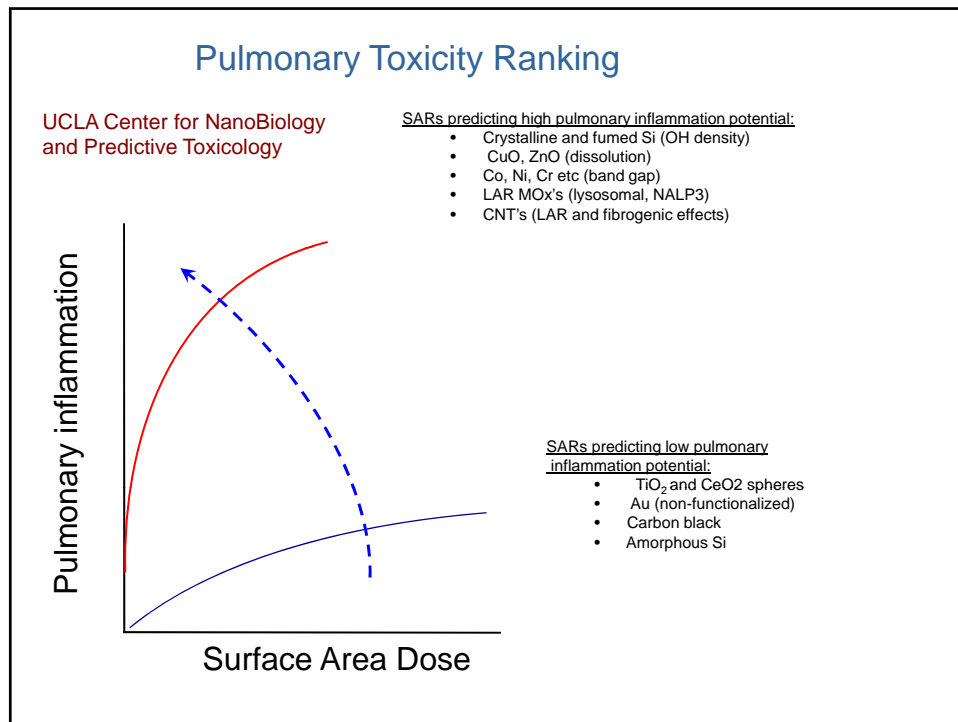 Pulmonary Toxicity Ranking
UCLA Center for NanoBiology
and Predictive Toxicology
SARs predicting high pulmonary inflammation potential:
• Crystalline and fumed Si (OH density)
• CuO, ZnO (dissolution)
• Co, Ni, Cr etc (band gap)
• LAR MOx's (lysosomal, NALP3)
• CNT's (LAR and fibrogenic effects)
Pulmonary inflammation
SARs predicting low pulmonary
inflammation potential:
• TiO2 and CeO2 spheres
• Au (non-functionalized)
• Carbon black
• Amorphous Si
Surface Area Dose